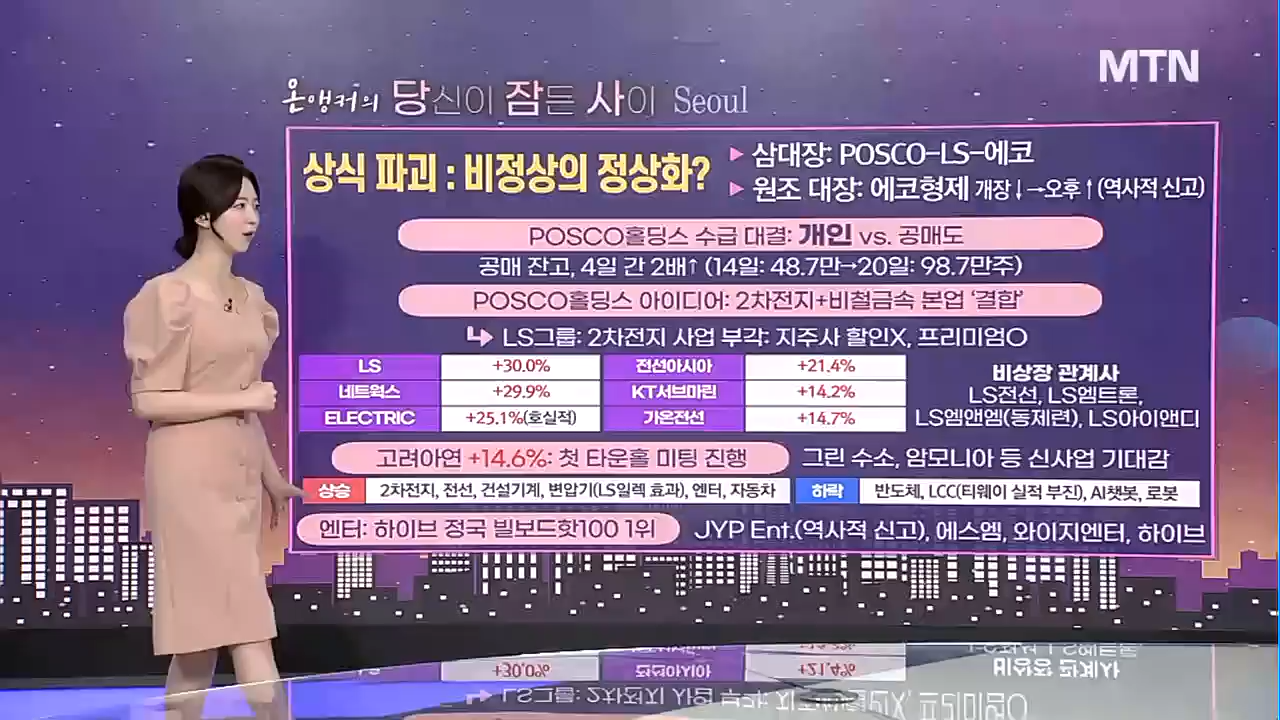 MTN
온앵커의 당신이 잠든 사이 Seoul
상식 파괴 : 비정상의 정상화?
▶ 삼대장: POSCO-LS-에코
▶ 원조 대장: 에코형제 개장↓→오후↑(역사적 신고)
POSCO홀딩스 수급 대결: 개인 vs. 공매도
공매 잔고, 4일 간 2배↑ (14일: 48.7만→20일: 98.7만주)
POSCO홀딩스 아이디어: 2차전지+비철금속 본업 '결합'
↳ LS그룹: 2차전지 사업 부각: 지주사 할인X, 프리미엄O
LS +30.0% 전선아시아 +21.4%
네트웍스 +29.9% KT서브마린 +14.2%
ELECTRIC +25.1%(호실적) 가온전선 +14.7%
비상장 관계사
LS전선, LS엠트론,
LS엠앤엠(동제련), LS아이앤디
고려아연 +14.6%: 첫 타운홀 미팅 진행 그린 수소, 암모니아 등 신사업 기대감
상승 2차전지, 전선, 건설기계, 변압기(LS일렉 효과), 엔터, 자동차 하락 반도체, LCC(티웨이 실적 부진), AI챗봇, 로봇
엔터: 하이브 정국 빌보드핫100 1위 JYP Ent.(역사적 신고), 에스엠, 와이지엔터, 하이브